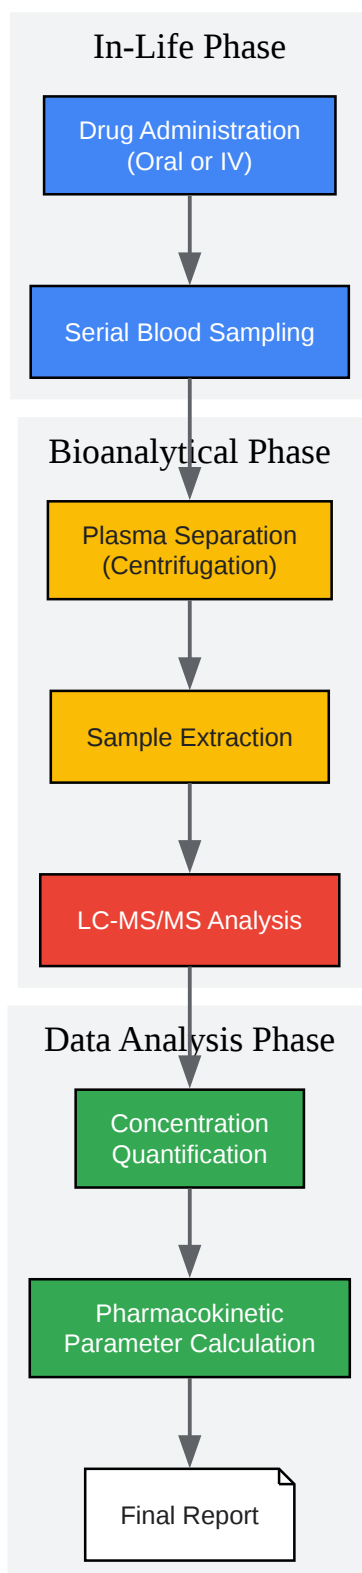 In-Life Phase
Drug Administration
(Oral or IV)
Serial Blood Sampling
Bioanalytical Phase
Plasma Separation
(Centrifugation)
Sample Extraction
LC-MS/MS Analysis
Data Analysis Phase
Concentration
Quantification
Pharmacokinetic
Parameter Calculation
Final Report